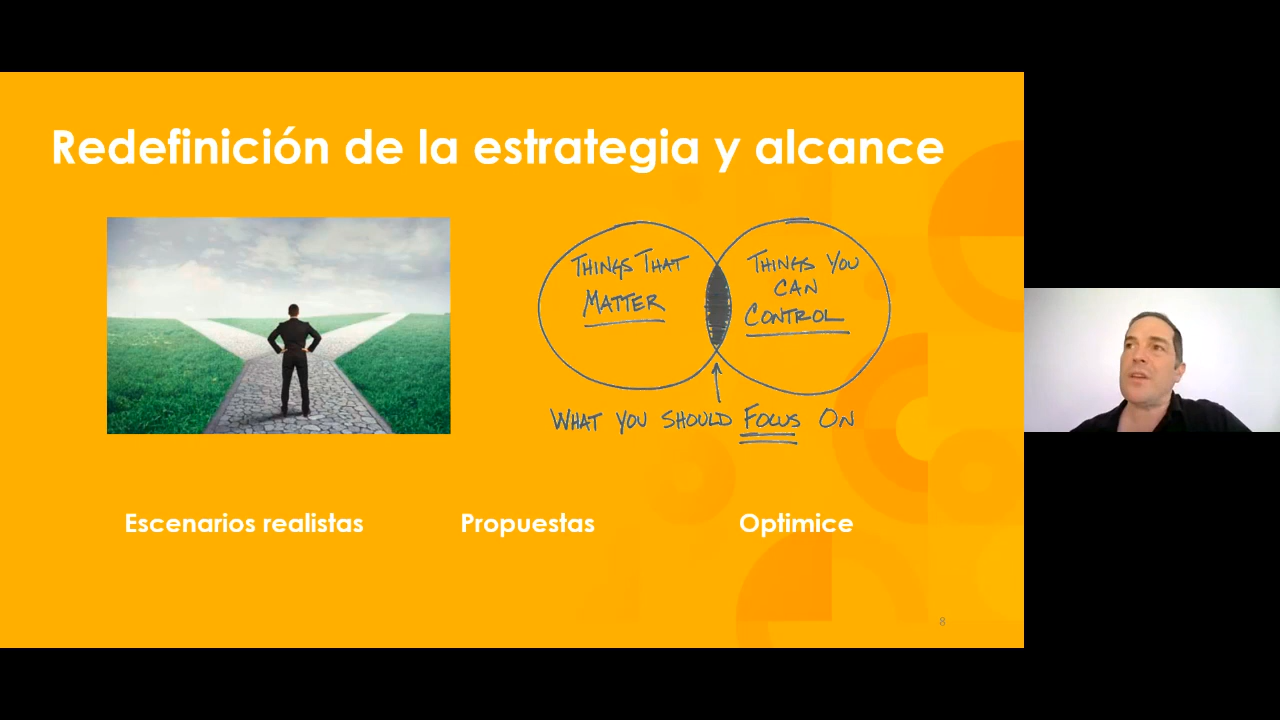 Redefinición de la estrategia y alcance
THINGS THAT
MATTER
THINGS YOU
CAN
CONTROL
WHAT YOU SHOULD FOCUS ON
Escenarios realistas
Propuestas
Optimice
8